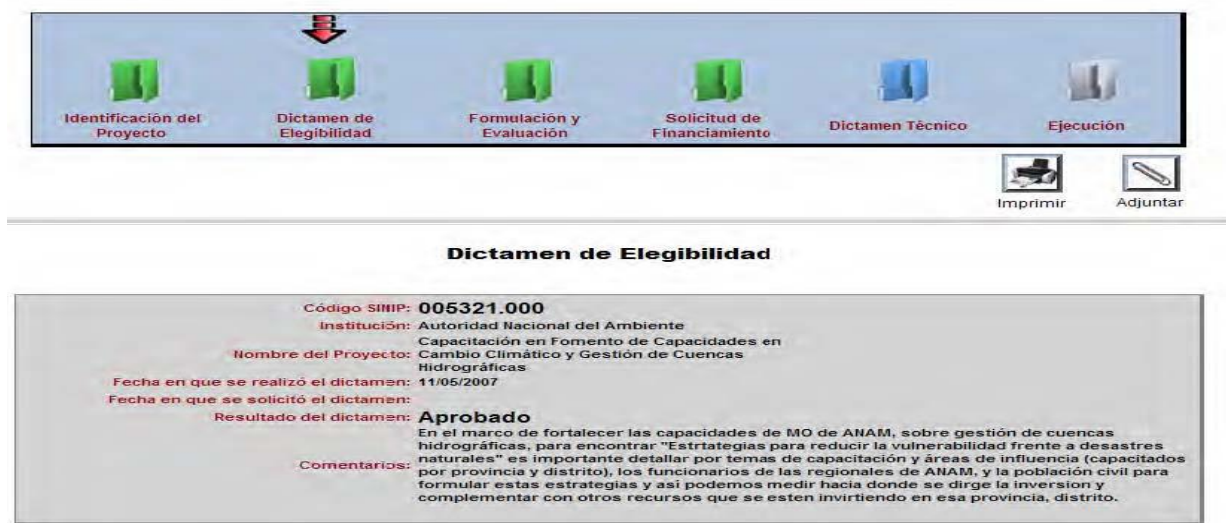 Identificación del Proyecto
Dictamen de Elegibilidad
Formulación y Evaluación
Solicitud de Financiamiento
Dictamen Técnico
Ejecución
Imprimir
Adjuntar
Dictamen de Elegibilidad
Código SINIP: 005321.000
Institución: Autoridad Nacional del Ambiente
Nombre del Proyecto: Capacitación en Fomento de Capacidades en
Cambio Climático y Gestión de Cuencas
Hidrográficas
Fecha en que se realizó el dictamen: 11/05/2007
Fecha en que se solicitó el dictamen:
Resultado del dictamen: Aprobado
Comentarios: En el marco de fortalecer las capacidades de MO de ANAM, sobre gestión de cuencas
hidrográficas, para encontrar "Estrtategias para reducir la vulnerabilidad frente a desastres
naturales" es importante detallar por temas de capacitación y áreas de influencia (capacitados
por provincia y distrito), los funcionarios de las regionales de ANAM, y la población civil para
formular estas estrategias y así podemos medir hacia donde se dirge la inversion y
complementar con otros recursos que se esten invirtiendo en esa provincia, distrito.